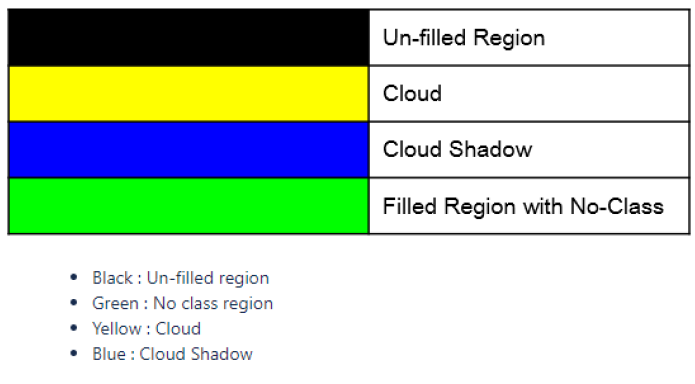 Un-filled Region
Cloud
Cloud Shadow
Filled Region with No-Class
• Black : Un-filled region
• Green : No class region
• Yellow : Cloud
• Blue : Cloud Shadow